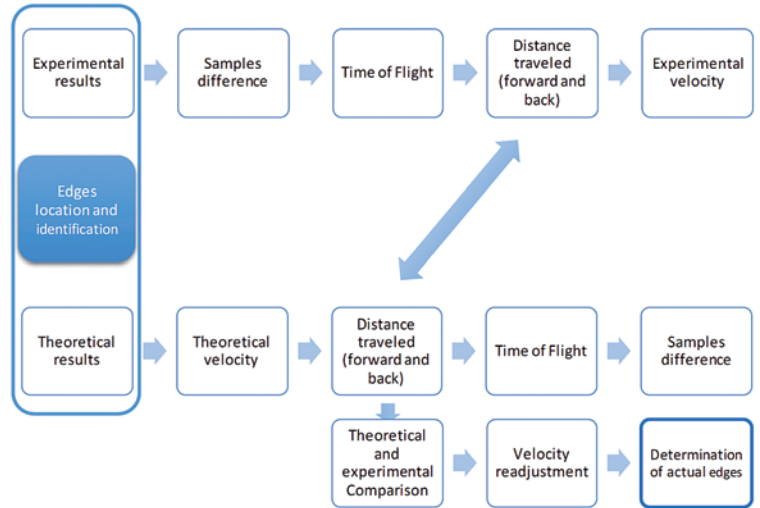 Experimental
results
Samples
difference
Time of Flight
Distance
traveled
(forward and
back)
Experimental
velocity
Edges
location and
identification
Theoretical
results
Theoretical
velocity
Distance
traveled
(forward and
back)
Time of Flight
Samples
difference
Theoretical
and
experimental
Comparison
Velocity
readjustment
Determination
of actual edges